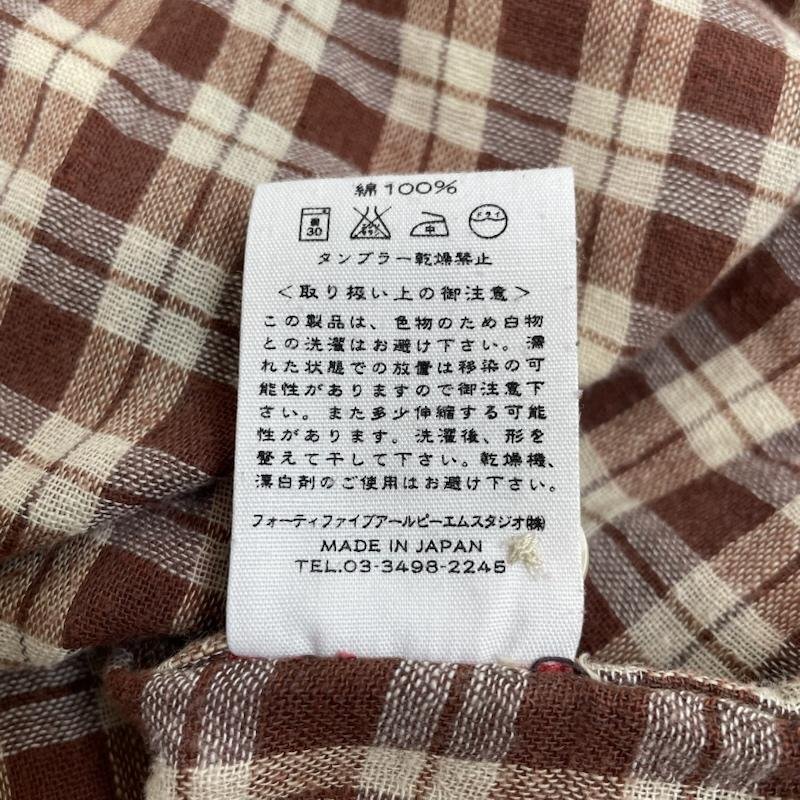 綿100%
弱
30
中
ドライ
タンブラー乾燥禁止
＜取り扱い上の御注意＞
この製品は、色物のため白物
との洗濯はお避け下さい。濡
れた状態での放置は移染の可
能性がありますので御注意下
さい。また多少伸縮する可能
性があります。洗濯後、形を
整えて干して下さい。乾燥機、
漂白剤のご使用はお避け下さい。
フォーティファイブアールピーエムスタジオ㈱
MADE IN JAPAN
TEL.03-3498-2245